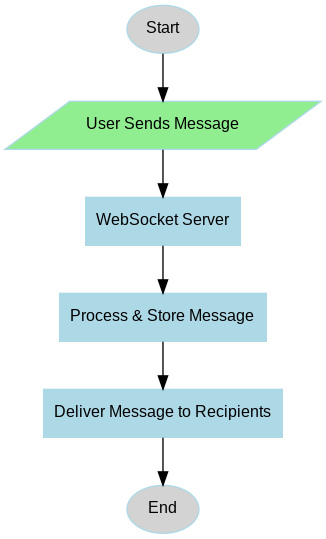 Start
User Sends Message
WebSocket Server
Process & Store Message
Deliver Message to Recipients
End